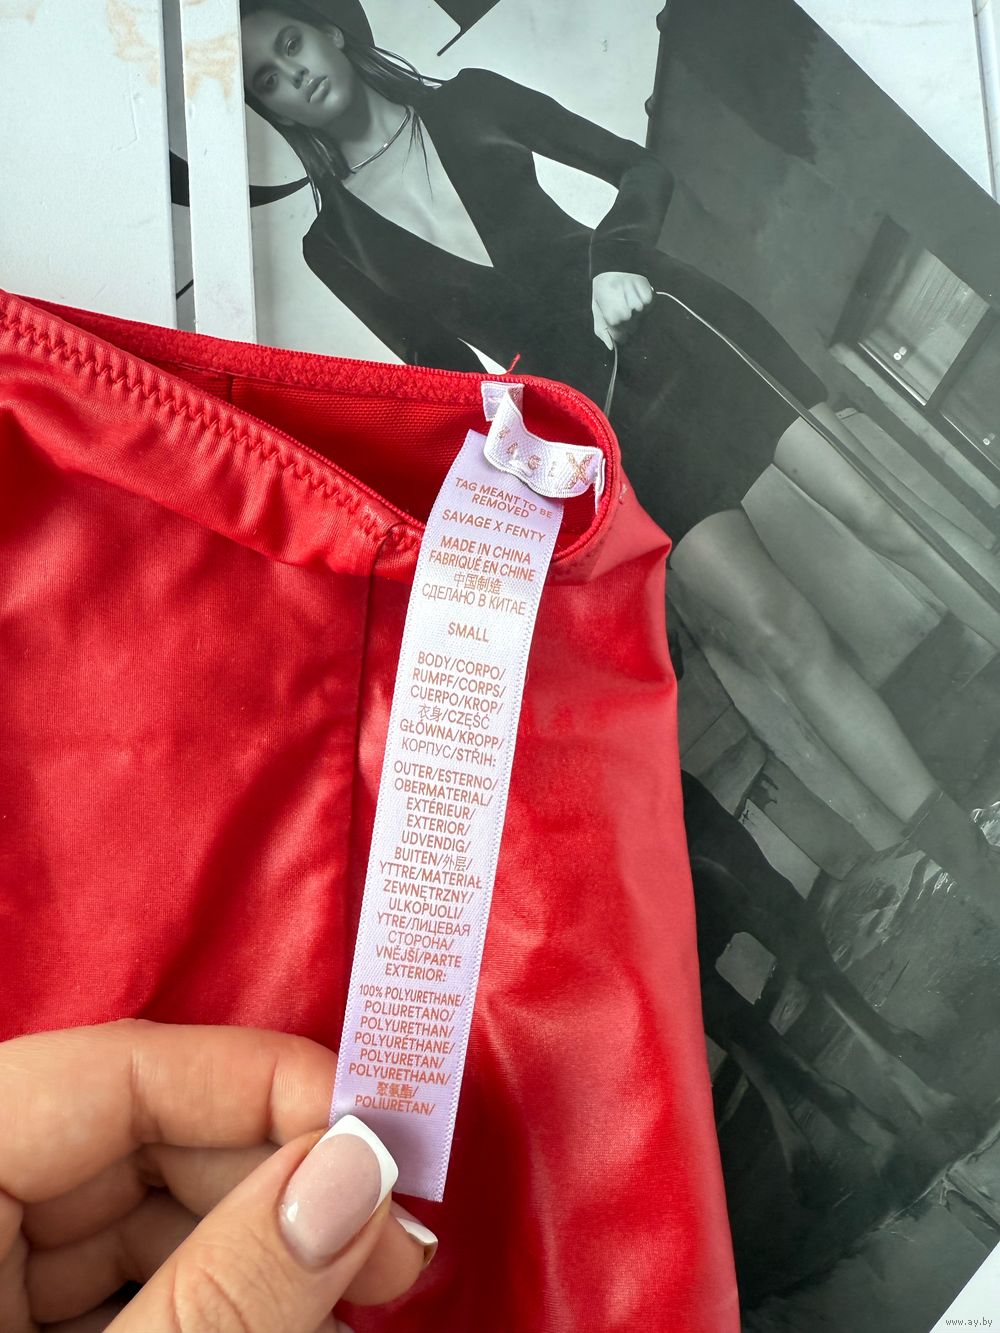 SAVAGE X
TAG MEANT TO BE
REMOVED
SAVAGE X FENTY
MADE IN CHINA
FABRIQUÉ EN CHINE
中国制造
СДЕЛАНО В КИТАЕ
SMALL
BODY/CORPO/
RUMPF/CORPS/
CUERPO/KROP/
衣身/CZĘŚĆ
GŁÓWNA/KROPP/
КОРПУС/STŘIH:
OUTER/ESTERNO/
OBERMATERIAL/
EXTÉRIEUR/
EXTERIOR/
UDVENDIG/
BUITEN/外层/
YTTRE/MATERIAŁ
ZEWNĘTRZNY/
ULKOPUOLI/
YTRE/ЛИЦЕВАЯ
СТОРОНА/
VNĚJŠÍ/PARTE
EXTERIOR:
100% POLYURETHANE/
POLIURETANO/
POLYURETHAN/
POLYURÉTHANE/
POLYURETAN/
POLYURETHAAN/
聚氨酯/
POLIURETAN/
www.ay.by